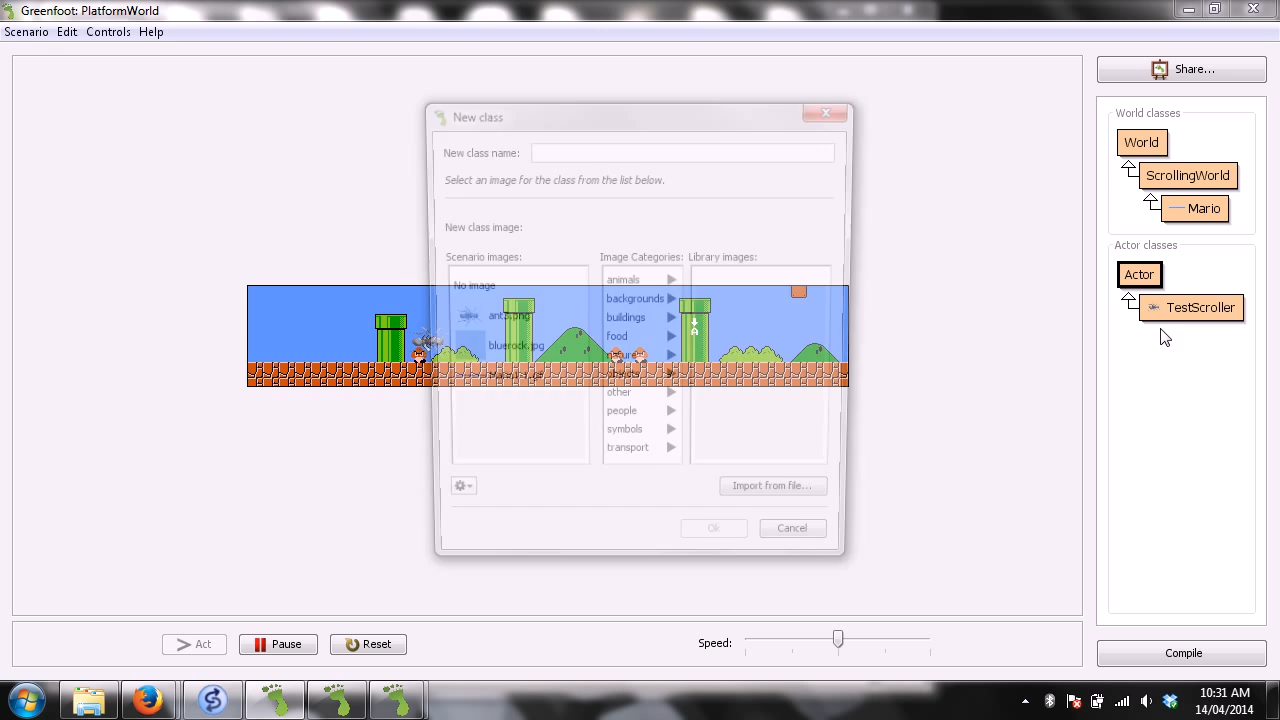 Greenfoot: PlatformWorld
Scenario Edit Controls Help
Share...
World classes
World
ScrollingWorld
Mario
Actor classes
Actor
TestScroller
New class
New class name:
Select an image for the class from the list below.
New class image:
Scenario images: Image Categories: Library images:
No image
ant3.png
bluerock.jpg
animals
backgrounds
buildings
food
nature
objects
other
people
symbols
transport
Import from file...
Ok Cancel
Act Pause Reset Speed:
Compile
10:31 AM
14/04/2014